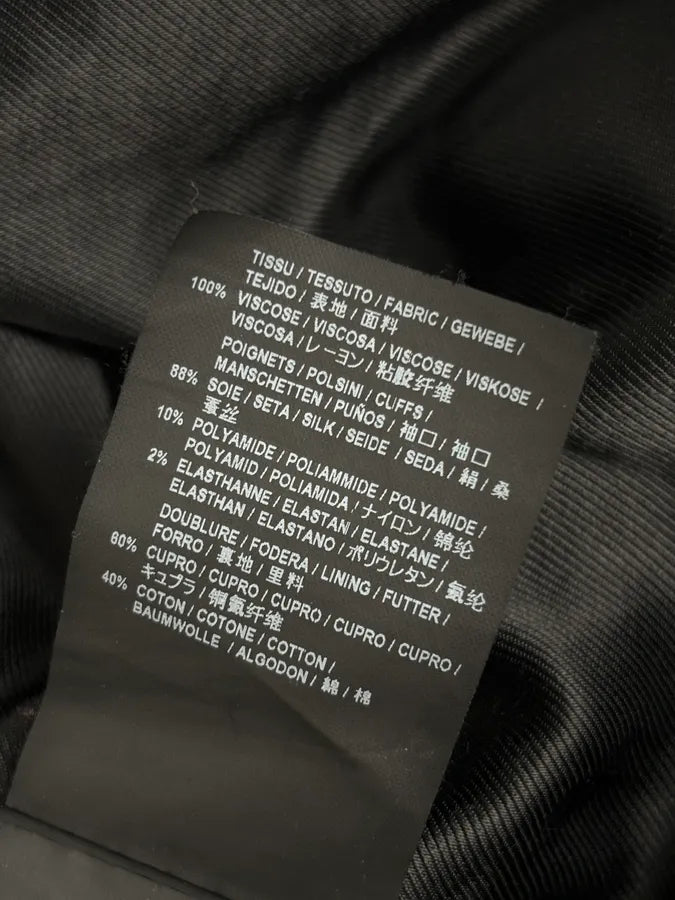 TISSU / TESSUTO / FABRIC / GEWEBE /
TEJIDO / 表地 / 面料
100% VISCOSE / VISCOSA / VISCOSE / VISKOSE /
VISCOSA / レーヨン / 粘胶纤维
POIGNETS / POLSINI / CUFFS /
MANSCHETTEN / PUÑOS / 袖口 / 袖口
88% SOIE / SETA / SILK / SEIDE / SEDA / 絹 / 桑
蚕丝
10% POLYAMIDE / POLIAMMIDE / POLYAMIDE /
POLYAMID / POLIAMIDA / ナイロン / 锦纶
2% ELASTHANNE / ELASTAN / ELASTANE /
ELASTHAN / ELASTANO / ポリウレタン / 氨纶
DOUBLURE / FODERA / LINING / FUTTER /
FORRO / 裏地 / 里料
60% CUPRO / CUPRO / CUPRO / CUPRO / CUPRO /
キュプラ / 铜氨纤维
40% COTON / COTONE / COTTON /
BAUMWOLLE / ALGODON / 綿 / 棉